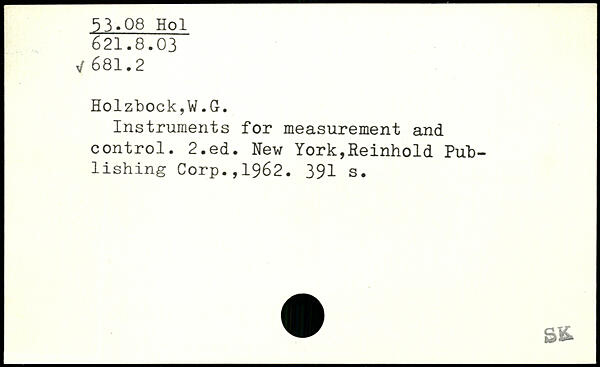 53.08 Hol
621.8.03
√ 681.2
Holzbock,W.G.
Instruments for measurement and
control. 2.ed. New York,Reinhold Pub-
lishing Corp.,1962. 391 s.
SK